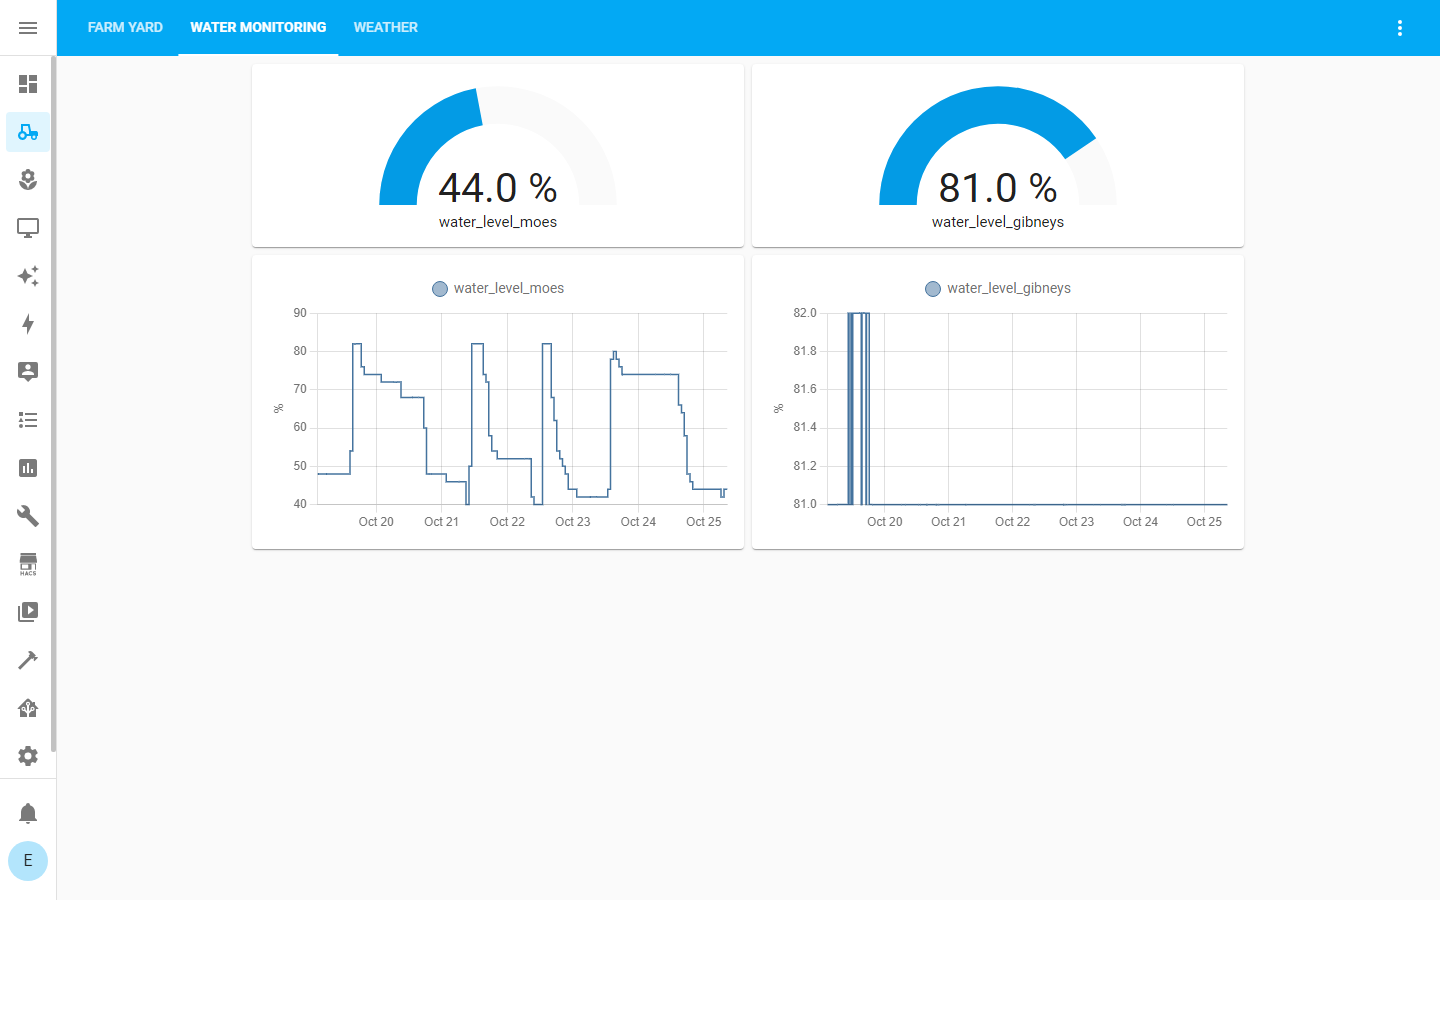 FARM YARD WATER MONITORING WEATHER
44.0 %
water_level_moes
81.0 %
water_level_gibneys
water_level_moes
90
80
70
60
50
40
%
Oct 20 Oct 21 Oct 22 Oct 23 Oct 24 Oct 25
water_level_gibneys
82.0
81.8
81.6
81.4
81.2
81.0
%
Oct 20 Oct 21 Oct 22 Oct 23 Oct 24 Oct 25
HACS
E